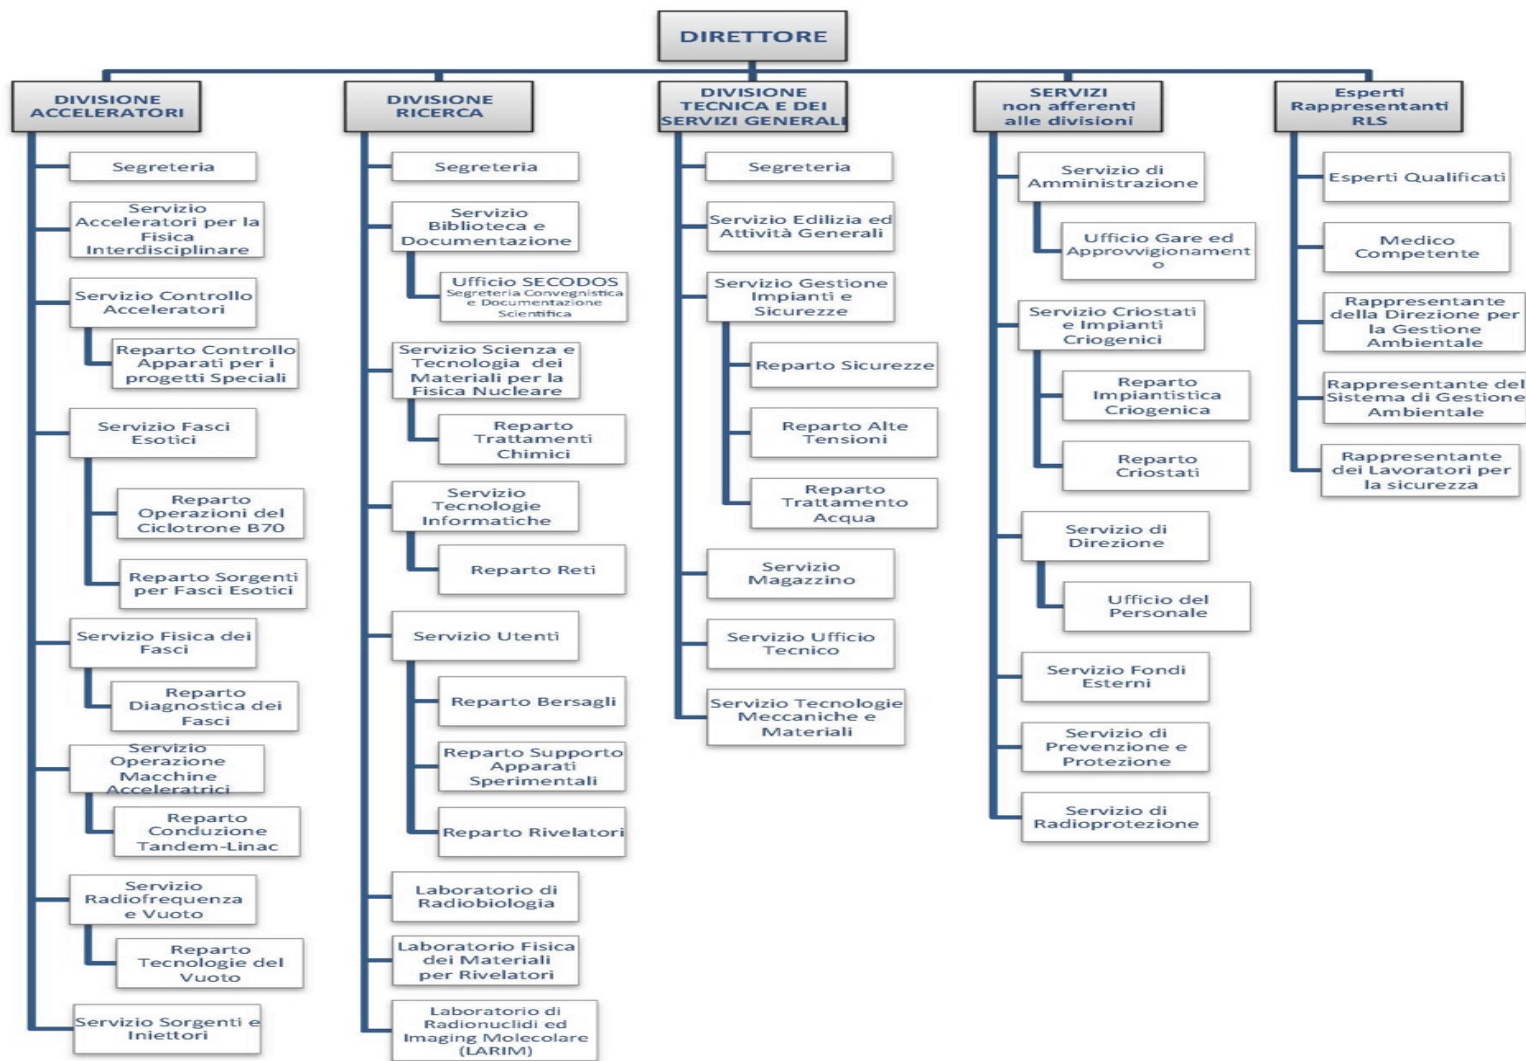 DIRETTORE
DIVISIONE
ACCELERATORI
Segreteria
Servizio
Acceleratori per la
Fisica
Interdisciplinare
Servizio Controllo
Acceleratori
Reparto Controllo
Apparati per i
progetti Speciali
Servizio Fasci
Esotici
Reparto
Operazioni del
Ciclotrone B70
Reparto Sorgenti
per Fasci Esotici
Servizio Fisica dei
Fasci
Reparto
Diagnostica dei
Fasci
Servizio
Operazione
Macchine
Acceleratrici
Reparto
Conduzione
Tandem-Linac
Servizio
Radiofrequenza
e Vuoto
Reparto
Tecnologie del
Vuoto
Servizio Sorgenti e
Iniettori
DIVISIONE
RICERCA
Segreteria
Servizio
Biblioteca e
Documentazione
Ufficio SECODOS
Segreteria Convegnistica
e Documentazione
Scientifica
Servizio Scienza e
Tecnologia dei
Materiali per la
Fisica Nucleare
Reparto
Trattamenti
Chimici
Servizio
Tecnologie
Informatiche
Reparto Reti
Servizio Utenti
Reparto Bersagli
Reparto Supporto
Apparati
Sperimentali
Reparto Rivelatori
Laboratorio di
Radiobiologia
Laboratorio Fisica
dei Materiali
per Rivelatori
Laboratorio di
Radionuclidi ed
Imaging Molecolare
(LARIM)
DIVISIONE
TECNICA E DEI
SERVIZI GENERALI
Segreteria
Servizio Edilizia ed
Attività Generali
Servizio Gestione
Impianti e
Sicurezze
Reparto Sicurezze
Reparto Alte
Tensioni
Reparto
Trattamento
Acqua
Servizio
Magazzino
Servizio Ufficio
Tecnico
Servizio Tecnologie
Meccaniche e
Materiali
SERVIZI
non afferenti
alle divisioni
Servizio di
Amministrazione
Ufficio Gare ed
Approvvigionament
o
Servizio Criostati
e Impianti
Criogenici
Reparto
Impiantistica
Criogenica
Reparto
Criostati
Servizio di
Direzione
Ufficio del
Personale
Servizio Fondi
Esterni
Servizio di
Prevenzione e
Protezione
Servizio di
Radioprotezione
Esperti
Rappresentanti
RLS
Esperti Qualificati
Medico
Competente
Rappresentante
della Direzione per
la Gestione
Ambientale
Rappresentante del
Sistema di Gestione
Ambientale
Rappresentante
dei Lavoratori per
la sicurezza